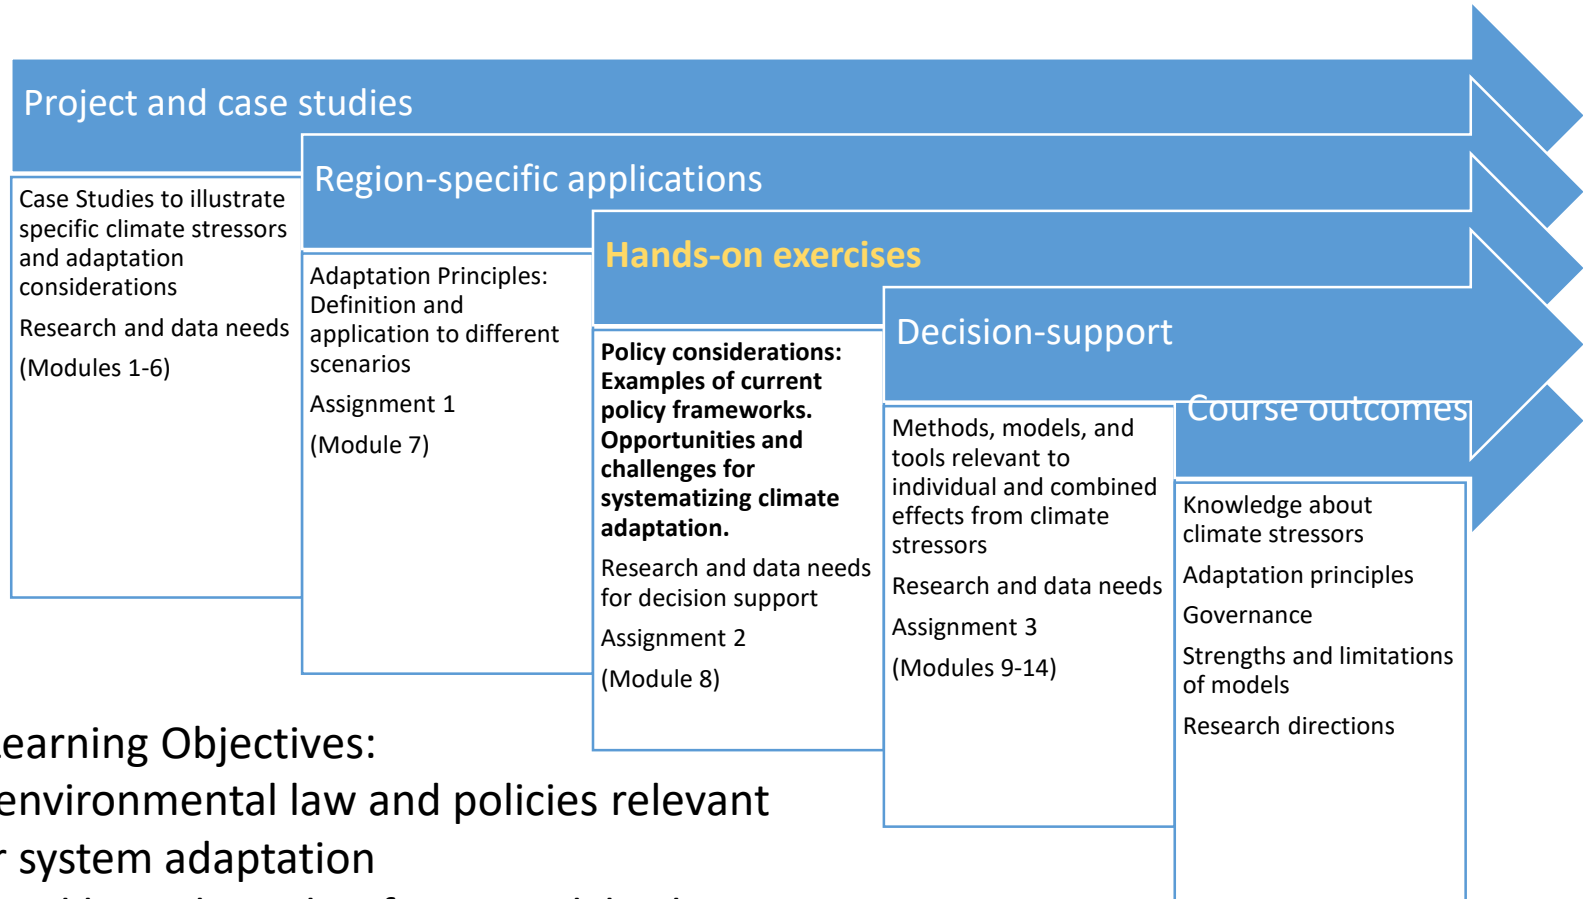 Project and case studies
Case Studies to illustrate
specific climate stressors
and adaptation
considerations
Research and data needs
(Modules 1-6)
Region-specific applications
Adaptation Principles:
Definition and
application to different
scenarios
Assignment 1
(Module 7)
Hands-on exercises
Policy considerations:
Examples of current
policy frameworks.
Opportunities and
challenges for
systematizing climate
adaptation.
Research and data needs
for decision support
Assignment 2
(Module 8)
Decision-support
Methods, models, and
tools relevant to
individual and combined
effects from climate
stressors
Research and data needs
Assignment 3
(Modules 9-14)
Course outcomes
Knowledge about
climate stressors
Adaptation principles
Governance
Strengths and limitations
of models
Research directions
Learning Objectives:
environmental law and policies relevant
system adaptation